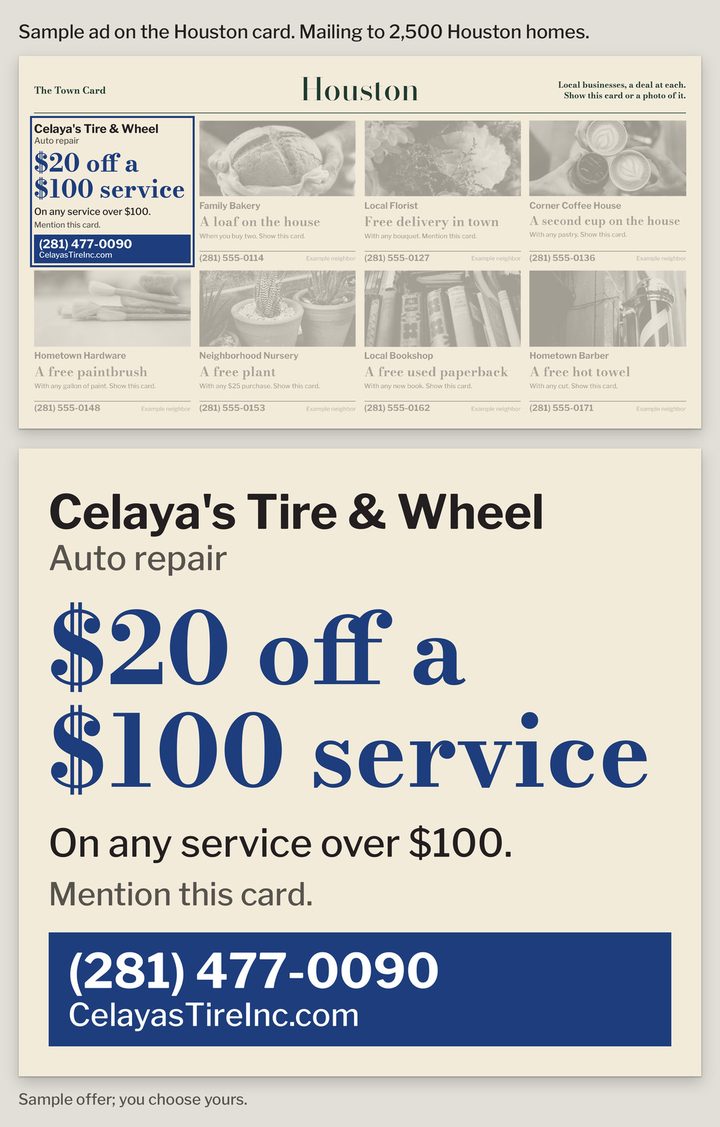 Sample ad on the Houston card. Mailing to 2,500 Houston homes.
The Town Card
Houston
Local businesses, a deal at each.
Show this card or a photo of it.
Celaya's Tire & Wheel
Auto repair
$20 off a
$100 service
On any service over $100.
Mention this card.
(281) 477-0090
CelayasTireInc.com
Family Bakery
A loaf on the house
When you buy two. Show this card.
(281) 555-0114
Example neighbor
Local Florist
Free delivery in town
With any bouquet. Mention this card.
(281) 555-0127
Example neighbor
Corner Coffee House
A second cup on the house
With any pastry. Show this card.
(281) 555-0136
Example neighbor
Hometown Hardware
A free paintbrush
With any gallon of paint. Show this card.
(281) 555-0148
Example neighbor
Neighborhood Nursery
A free plant
With any $25 purchase. Show this card.
(281) 555-0153
Example neighbor
Local Bookshop
A free used paperback
With any new book. Show this card.
(281) 555-0162
Example neighbor
Hometown Barber
A free hot towel
With any cut. Show this card.
(281) 555-0171
Example neighbor
Celaya's Tire & Wheel
Auto repair
$20 off a
$100 service
On any service over $100.
Mention this card.
(281) 477-0090
CelayasTireInc.com
Sample offer; you choose yours.